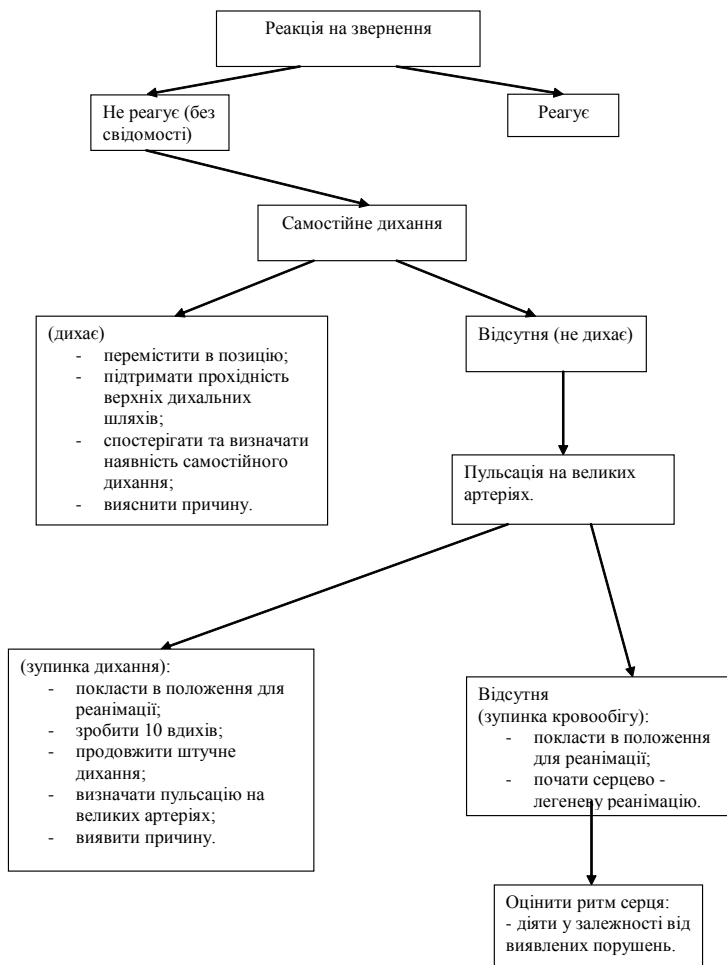 Реакція на звернення
Не реагує (без
свідомості)
Реагує
Самостійне дихання
(дихає)
- перемістити в позицію;
- підтримати прохідність
верхніх дихальних
шляхів;
- спостерігати та визначати
наявність самостійного
дихання;
- вияснити причину.
Відсутня (не дихає)
Пульсація на великих
артеріях.
(зупинка дихання):
- покласти в положення для
реанімації;
- зробити 10 вдихів;
- продовжити штучне
дихання;
- визначати пульсацію на
великих артеріях;
- виявити причину.
Відсутня
(зупинка кровообігу):
- покласти в положення
для реанімації;
- почати серцево -
легеневу реанімацію.
Оцінити ритм серця:
- діяти у залежності від
виявлених порушень.